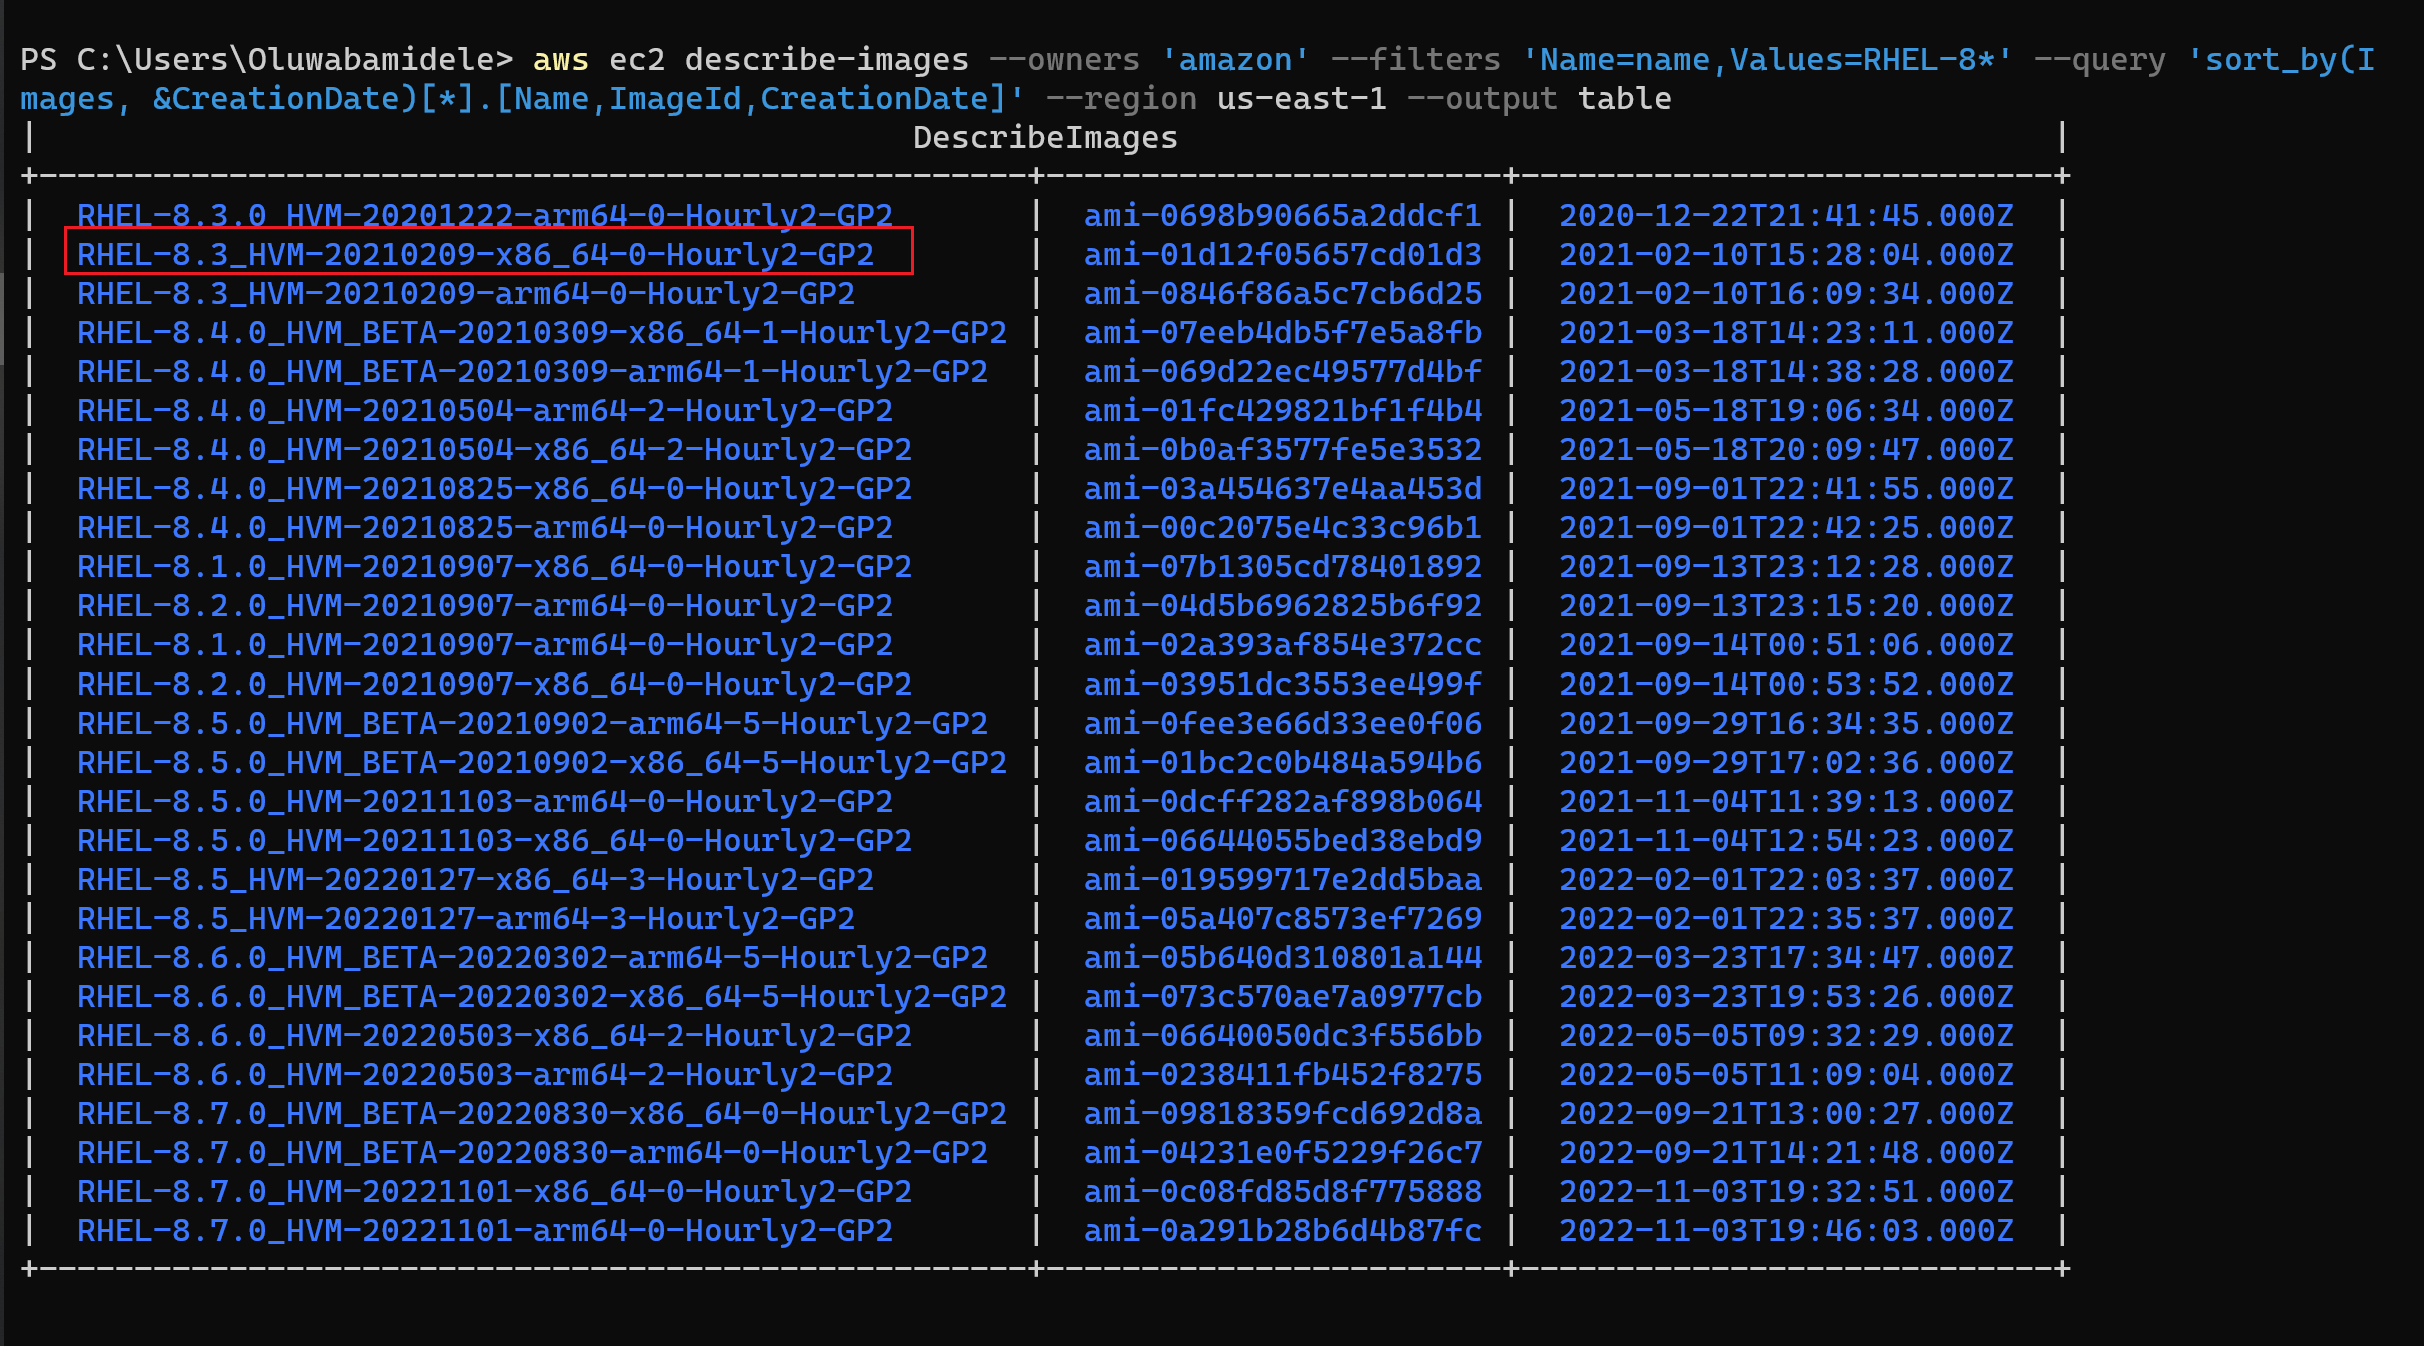 PS C:\Users\Oluwabamidele> aws ec2 describe-images --owners 'amazon' --filters 'Name=name,Values=RHEL-8*' --query 'sort_by(I
mages, &CreationDate)[*].[Name,ImageId,CreationDate]' --region us-east-1 --output table
| DescribeImages |
+----------------------------------------------------+------------------------+----------------------------+
| RHEL-8.3.0_HVM-20201222-arm64-0-Hourly2-GP2 | ami-0698b90665a2ddcf1 | 2020-12-22T21:41:45.000Z |
| RHEL-8.3_HVM-20210209-x86_64-0-Hourly2-GP2 | ami-01d12f05657cd01d3 | 2021-02-10T15:28:04.000Z |
| RHEL-8.3_HVM-20210209-arm64-0-Hourly2-GP2 | ami-0846f86a5c7cb6d25 | 2021-02-10T16:09:34.000Z |
| RHEL-8.4.0_HVM_BETA-20210309-x86_64-1-Hourly2-GP2 | ami-07eeb4db5f7e5a8fb | 2021-03-18T14:23:11.000Z |
| RHEL-8.4.0_HVM_BETA-20210309-arm64-1-Hourly2-GP2 | ami-069d22ec49577d4bf | 2021-03-18T14:38:28.000Z |
| RHEL-8.4.0_HVM-20210504-arm64-2-Hourly2-GP2 | ami-01fc429821bf1f4b4 | 2021-05-18T19:06:34.000Z |
| RHEL-8.4.0_HVM-20210504-x86_64-2-Hourly2-GP2 | ami-0b0af3577fe5e3532 | 2021-05-18T20:09:47.000Z |
| RHEL-8.4.0_HVM-20210825-x86_64-0-Hourly2-GP2 | ami-03a454637e4aa453d | 2021-09-01T22:41:55.000Z |
| RHEL-8.4.0_HVM-20210825-arm64-0-Hourly2-GP2 | ami-00c2075e4c33c96b1 | 2021-09-01T22:42:25.000Z |
| RHEL-8.1.0_HVM-20210907-x86_64-0-Hourly2-GP2 | ami-07b1305cd78401892 | 2021-09-13T23:12:28.000Z |
| RHEL-8.2.0_HVM-20210907-arm64-0-Hourly2-GP2 | ami-04d5b6962825b6f92 | 2021-09-13T23:15:20.000Z |
| RHEL-8.1.0_HVM-20210907-arm64-0-Hourly2-GP2 | ami-02a393af854e372cc | 2021-09-14T00:51:06.000Z |
| RHEL-8.2.0_HVM-20210907-x86_64-0-Hourly2-GP2 | ami-03951dc3553ee499f | 2021-09-14T00:53:52.000Z |
| RHEL-8.5.0_HVM_BETA-20210902-arm64-5-Hourly2-GP2 | ami-0fee3e66d33ee0f06 | 2021-09-29T16:34:35.000Z |
| RHEL-8.5.0_HVM_BETA-20210902-x86_64-5-Hourly2-GP2 | ami-01bc2c0b484a594b6 | 2021-09-29T17:02:36.000Z |
| RHEL-8.5.0_HVM-20211103-arm64-0-Hourly2-GP2 | ami-0dcff282af898b064 | 2021-11-04T11:39:13.000Z |
| RHEL-8.5.0_HVM-20211103-x86_64-0-Hourly2-GP2 | ami-06644055bed38ebd9 | 2021-11-04T12:54:23.000Z |
| RHEL-8.5_HVM-20220127-x86_64-3-Hourly2-GP2 | ami-019599717e2dd5baa | 2022-02-01T22:03:37.000Z |
| RHEL-8.5_HVM-20220127-arm64-3-Hourly2-GP2 | ami-05a407c8573ef7269 | 2022-02-01T22:35:37.000Z |
| RHEL-8.6.0_HVM_BETA-20220302-arm64-5-Hourly2-GP2 | ami-05b640d310801a144 | 2022-03-23T17:34:47.000Z |
| RHEL-8.6.0_HVM_BETA-20220302-x86_64-5-Hourly2-GP2 | ami-073c570ae7a0977cb | 2022-03-23T19:53:26.000Z |
| RHEL-8.6.0_HVM-20220503-x86_64-2-Hourly2-GP2 | ami-06640050dc3f556bb | 2022-05-05T09:32:29.000Z |
| RHEL-8.6.0_HVM-20220503-arm64-2-Hourly2-GP2 | ami-0238411fb452f8275 | 2022-05-05T11:09:04.000Z |
| RHEL-8.7.0_HVM_BETA-20220830-x86_64-0-Hourly2-GP2 | ami-09818359fcd692d8a | 2022-09-21T13:00:27.000Z |
| RHEL-8.7.0_HVM_BETA-20220830-arm64-0-Hourly2-GP2 | ami-04231e0f5229f26c7 | 2022-09-21T14:21:48.000Z |
| RHEL-8.7.0_HVM-20221101-x86_64-0-Hourly2-GP2 | ami-0c08fd85d8f775888 | 2022-11-03T19:32:51.000Z |
| RHEL-8.7.0_HVM-20221101-arm64-0-Hourly2-GP2 | ami-0a291b28b6d4b87fc | 2022-11-03T19:46:03.000Z |
+----------------------------------------------------+------------------------+----------------------------+